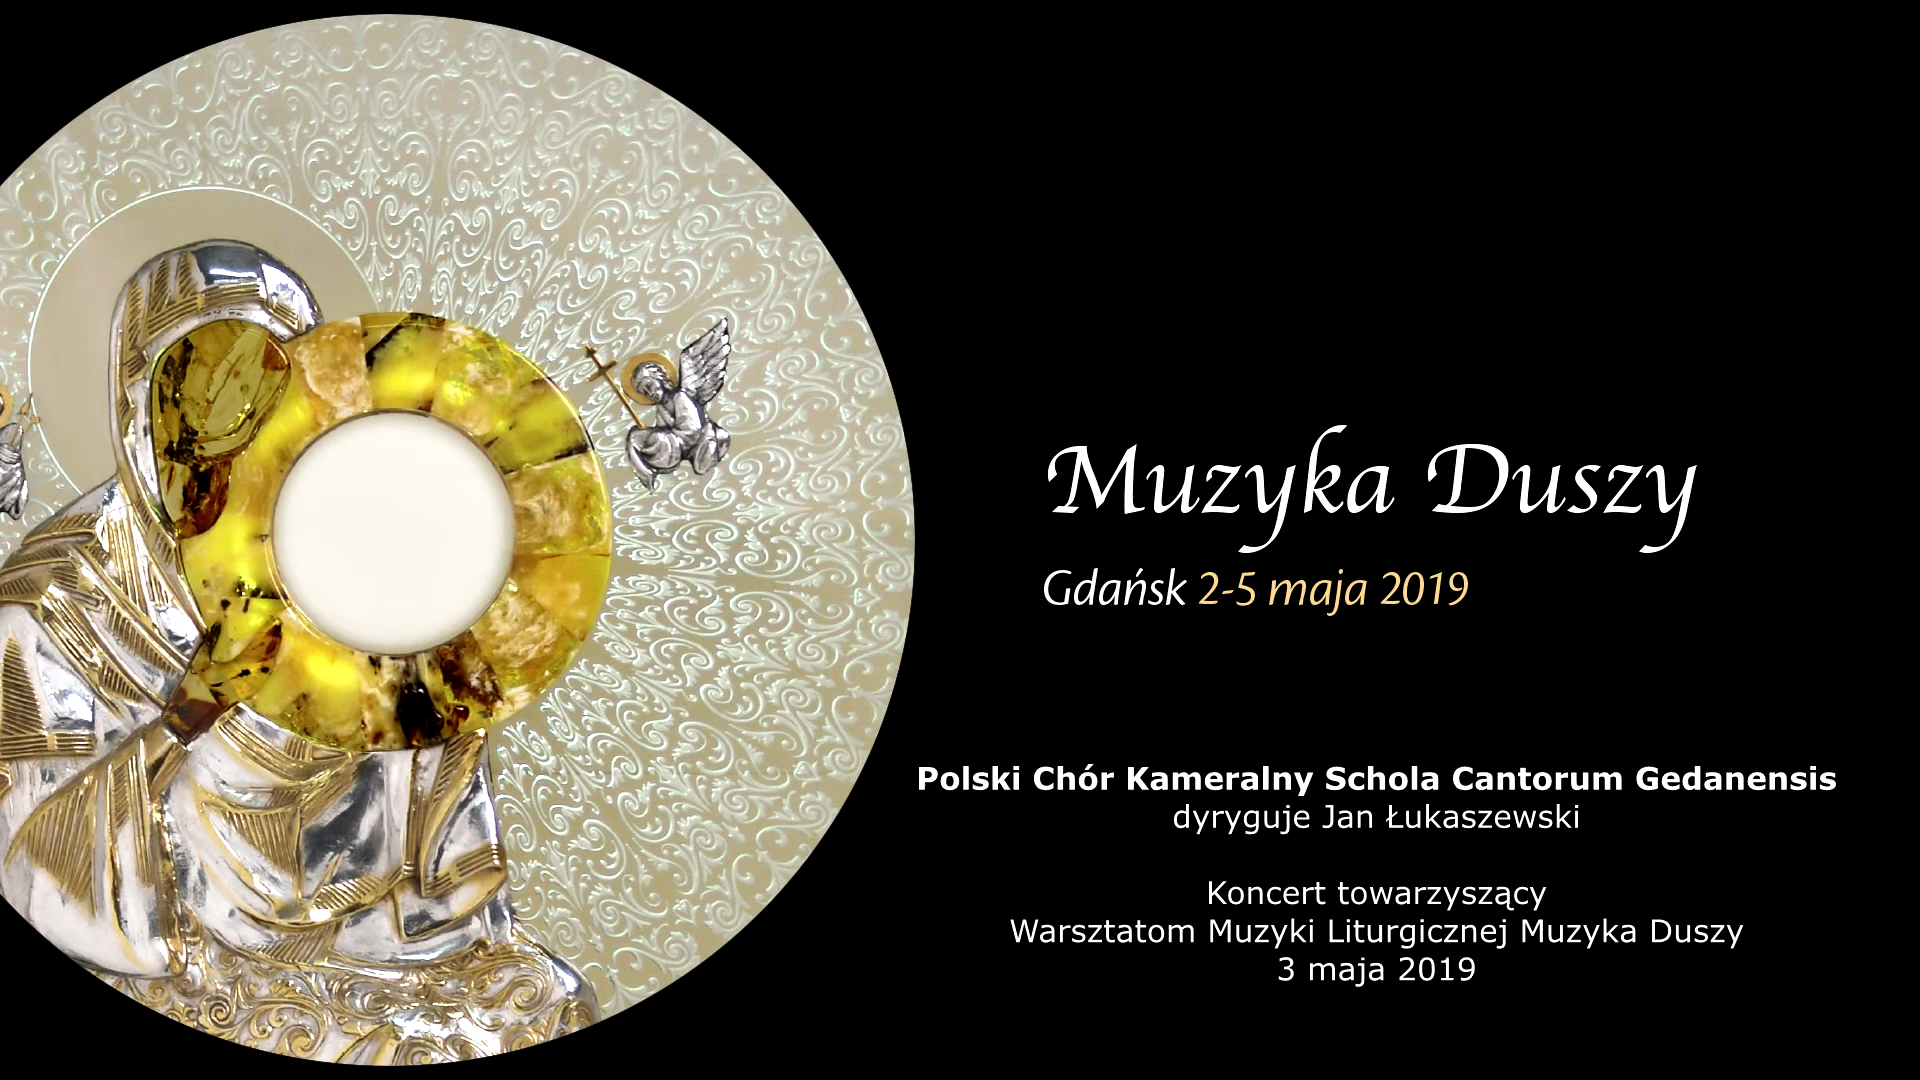 Muzyka Duszy
Gdańsk 2-5 maja 2019
Polski Chór Kameralny Schola Cantorum Gedanensis
dyryguje Jan Łukaszewski
Koncert towarzyszący
Warsztatom Muzyki Liturgicznej Muzyka Duszy
3 maja 2019